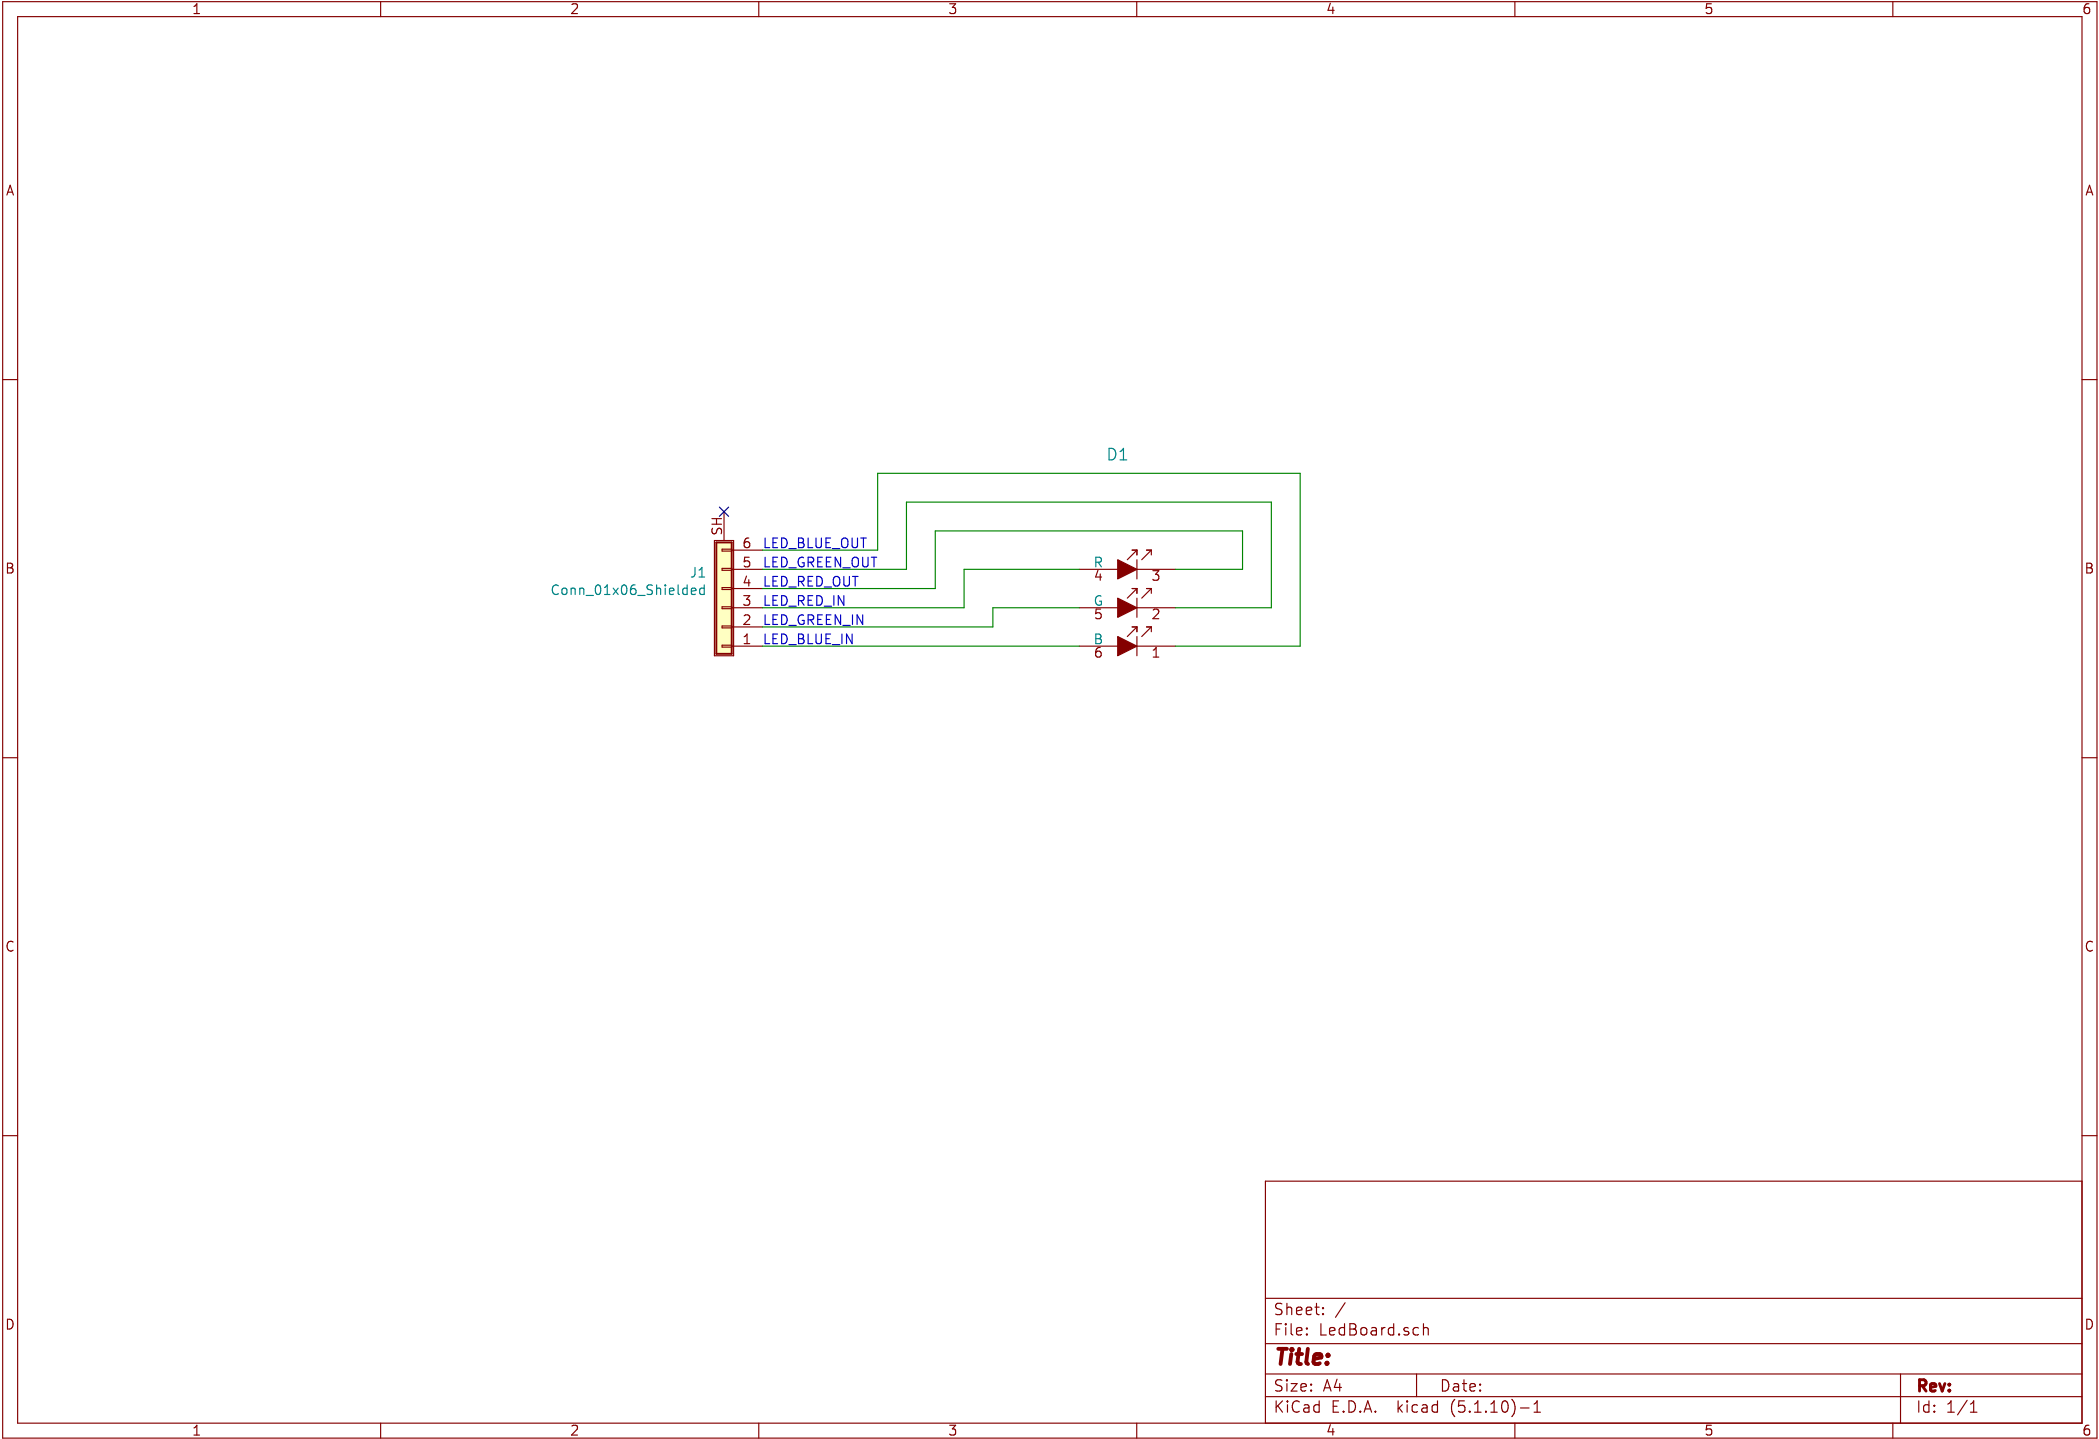 1 2 3 4 5 6
A A
D1
SH
6 LED_BLUE_OUT
5 LED_GREEN_OUT
J1
4 LED_RED_OUT
Conn_01x06_Shielded
3 LED_RED_IN
2 LED_GREEN_IN
1 LED_BLUE_IN
R
4 3
G
5 2
B
6 1
B B
C C
Sheet: /
File: LedBoard.sch
Title:
Size: A4 Date: Rev:
KiCad E.D.A. kicad (5.1.10)-1 Id: 1/1
D D
1 2 3 4 5 6